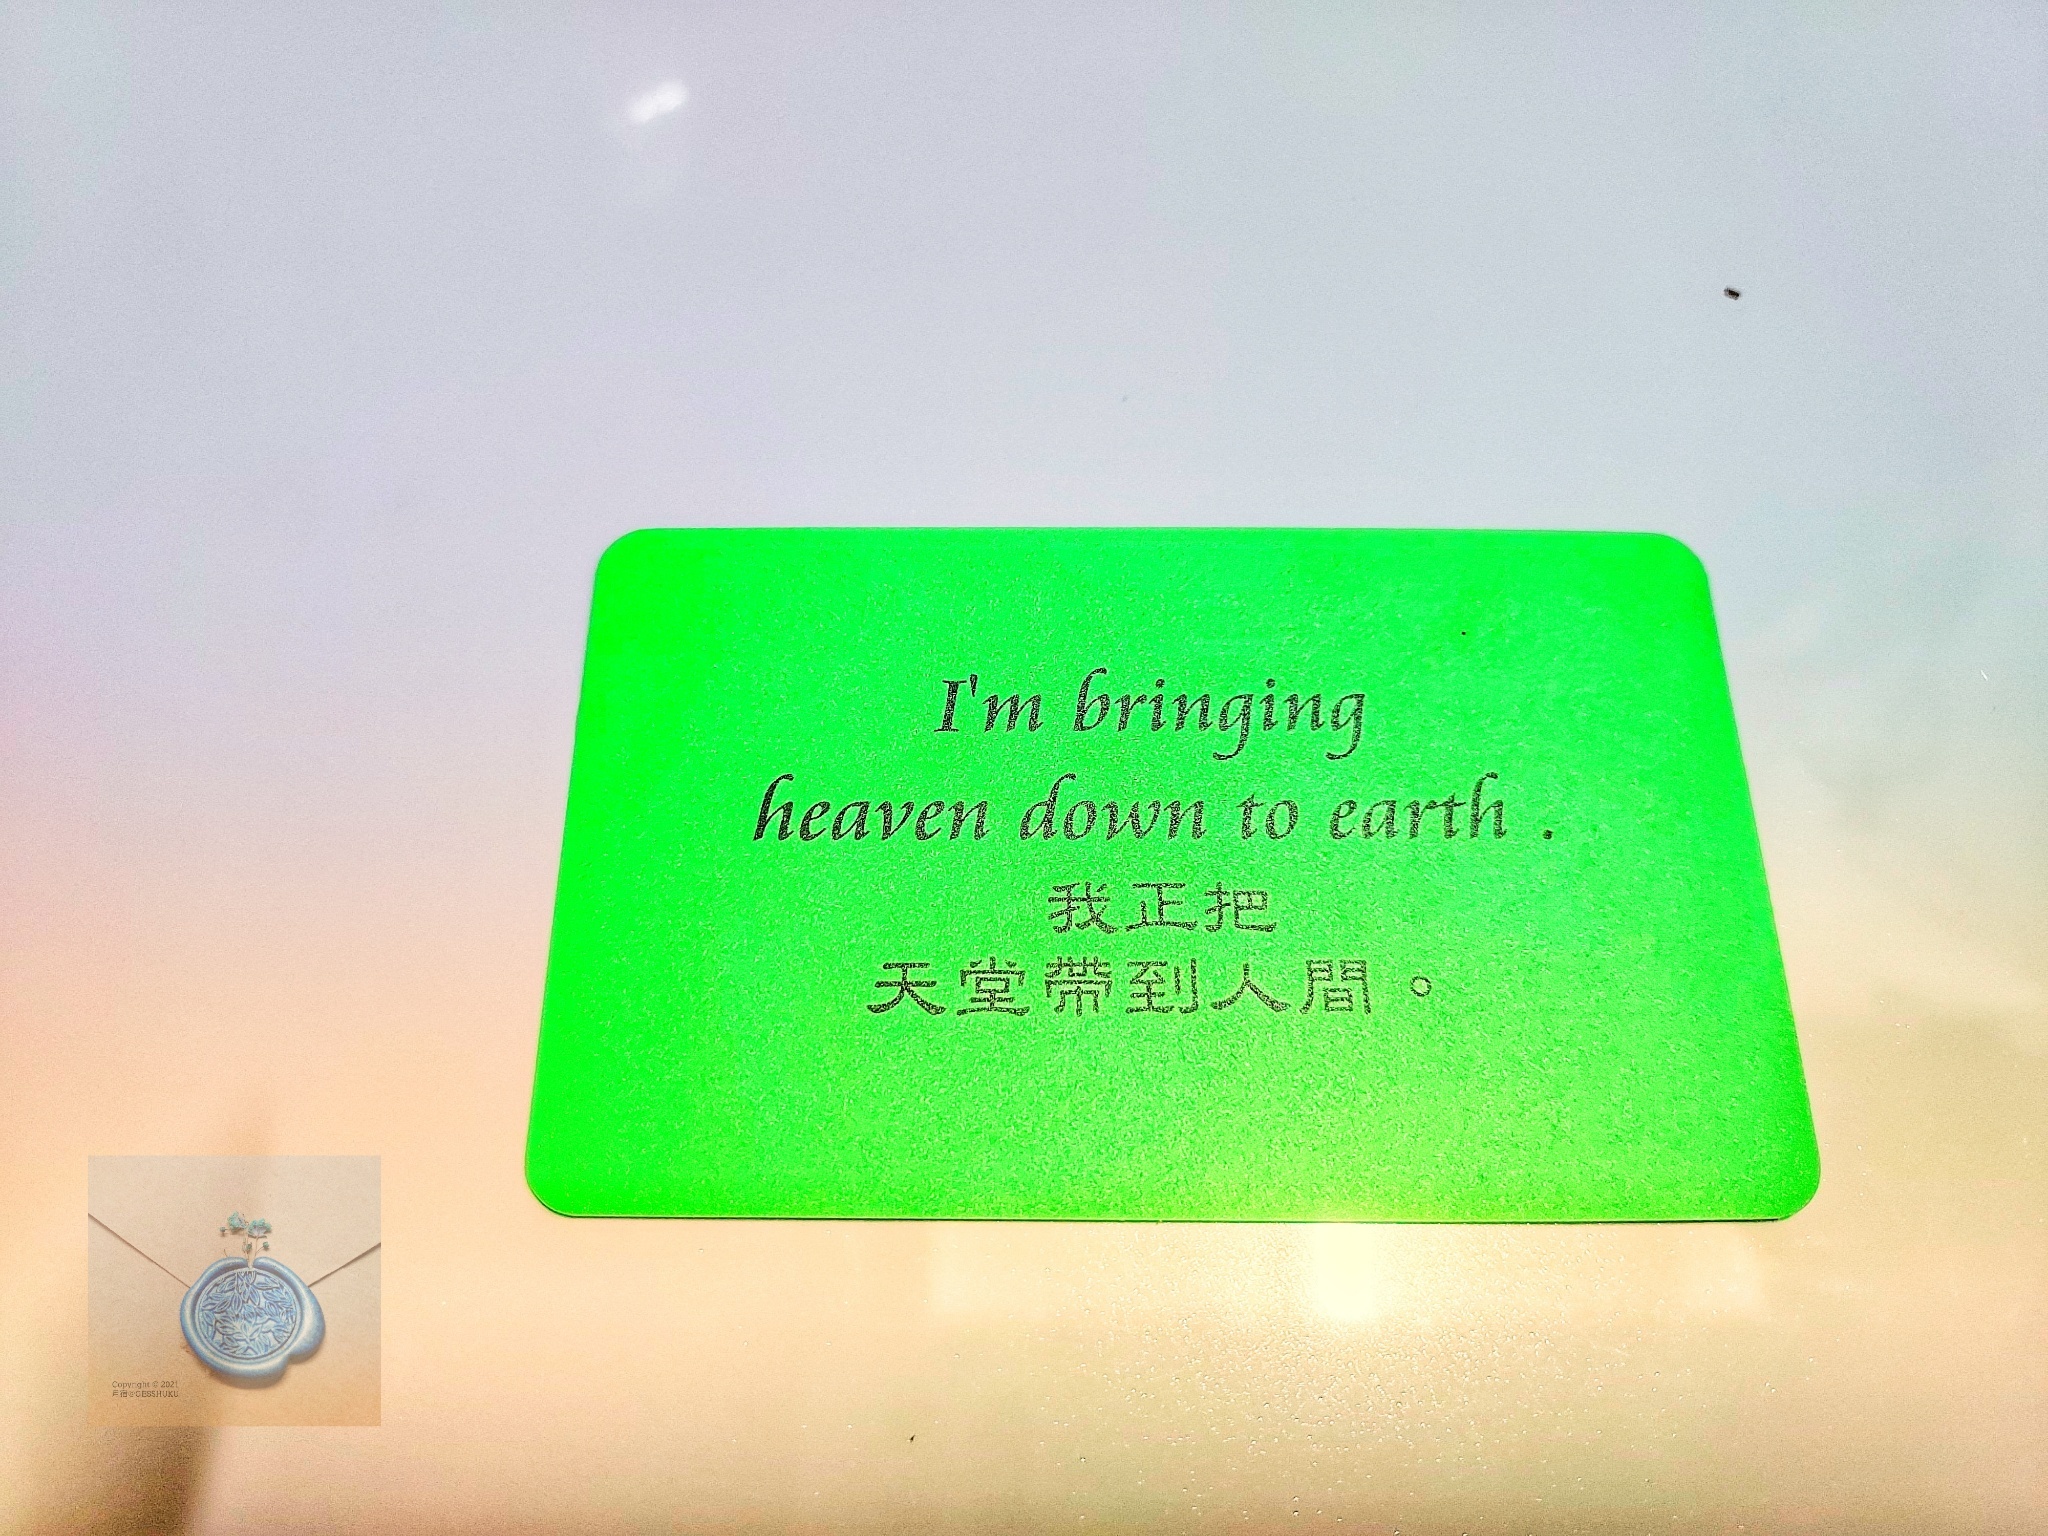 I'm bringing
heaven down to earth .
我正把
天堂帶到人間。
Copyright © 2021